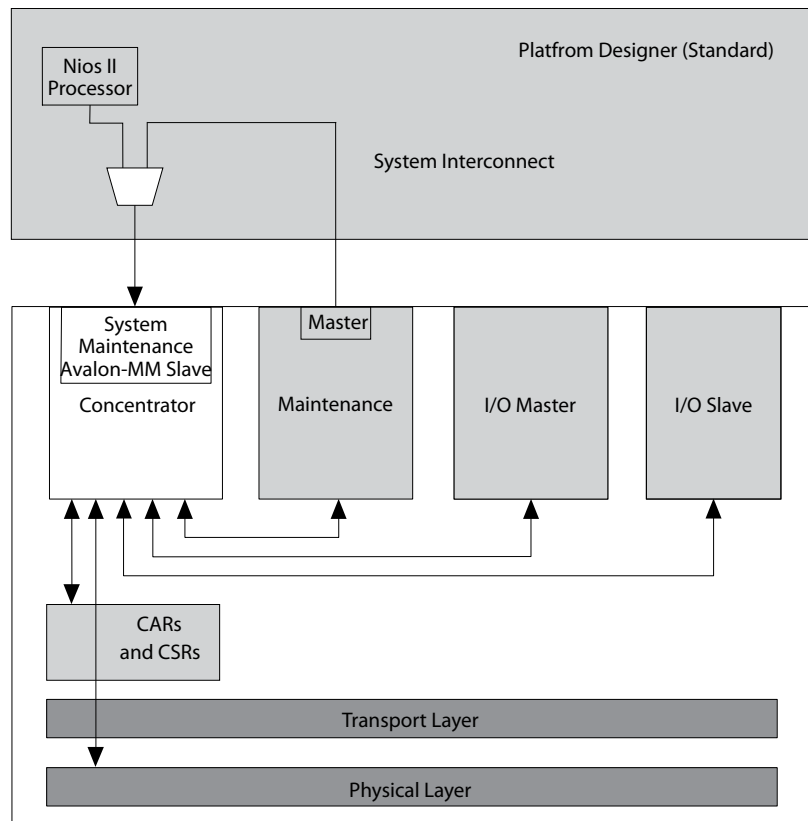 Platfrom Designer (Standard)
Nios II
Processor
System Interconnect
System
Maintenance
Avalon-MM Slave
Concentrator
Master
Maintenance
I/O Master
I/O Slave
CARs
and CSRs
Transport Layer
Physical Layer